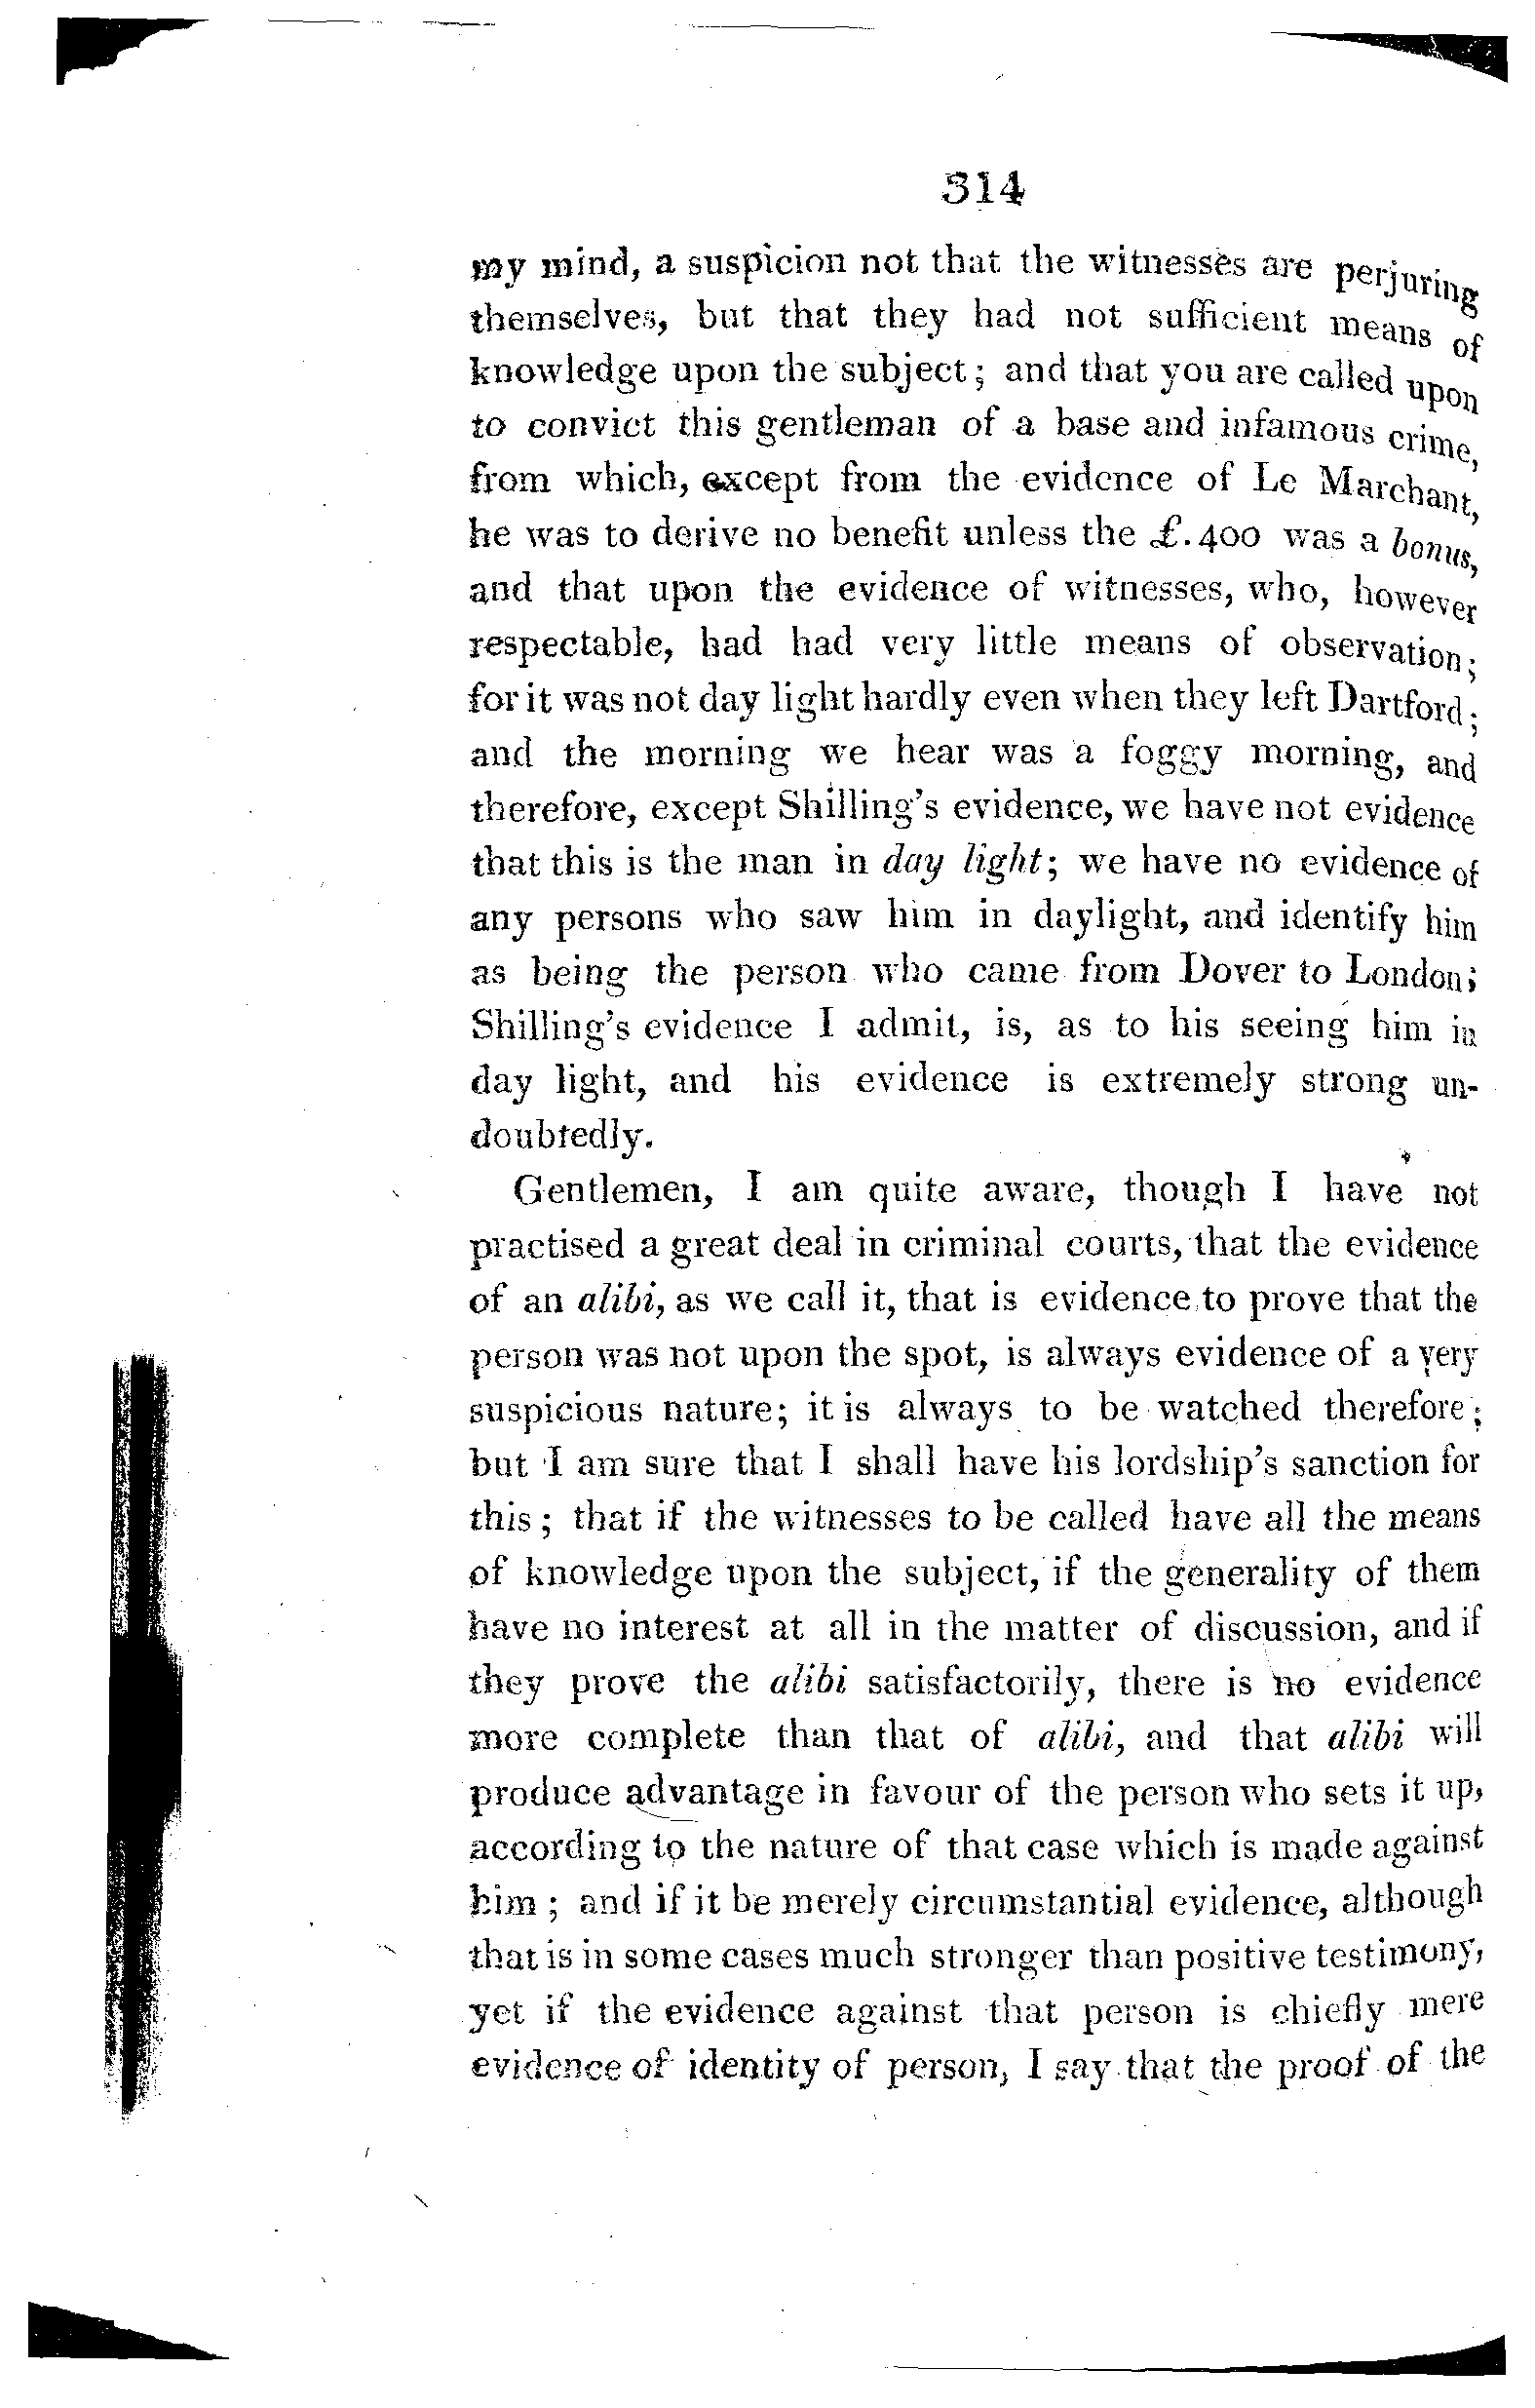 314
my mind, a suspicion not that the witnesses are perjuring
themselves, but that they had not sufficient means of
knowledge upon the subject; and that you are called upon
to convict this gentleman of a base and infamous crime,
from which, except from the evidence of Le Marchant,
he was to derive no benefit unless the £.400 was a bonus,
and that upon the evidence of witnesses, who, however
respectable, had had very little means of observation;
for it was not day light hardly even when they left Dartford;
and the morning we hear was a foggy morning, and
therefore, except Shilling's evidence, we have not evidence
that this is the man in day light; we have no evidence of
any persons who saw him in daylight, and identify him
as being the person who came from Dover to London;
Shilling's evidence I admit, is, as to his seeing him in
day light, and his evidence is extremely strong un-
doubtedly.
Gentlemen, I am quite aware, though I have not
practised a great deal in criminal courts, that the evidence
of an alibi, as we call it, that is evidence to prove that the
person was not upon the spot, is always evidence of a very
suspicious nature; it is always to be watched therefore;
but I am sure that I shall have his lordship's sanction for
this; that if the witnesses to be called have all the means
of knowledge upon the subject, if the generality of them
have no interest at all in the matter of discussion, and if
they prove the alibi satisfactorily, there is no evidence
more complete than that of alibi, and that alibi will
produce advantage in favour of the person who sets it up,
according to the nature of that case which is made against
him; and if it be merely circumstantial evidence, although
that is in some cases much stronger than positive testimony,
yet if the evidence against that person is chiefly mere
evidence of identity of person, I say that the proof of the